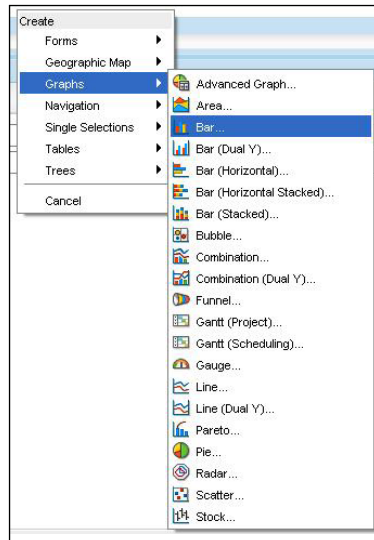 Create
Forms
Geographic Map
Graphs
Navigation
Single Selections
Tables
Trees
Cancel
Advanced Graph...
Area...
Bar...
Bar (Dual Y)...
Bar (Horizontal)...
Bar (Horizontal Stacked)...
Bar (Stacked)...
Bubble...
Combination...
Combination (Dual Y)...
Funnel...
Gantt (Project)...
Gantt (Scheduling)...
Gauge...
Line...
Line (Dual Y)...
Pareto...
Pie...
Radar...
Scatter...
Stock...